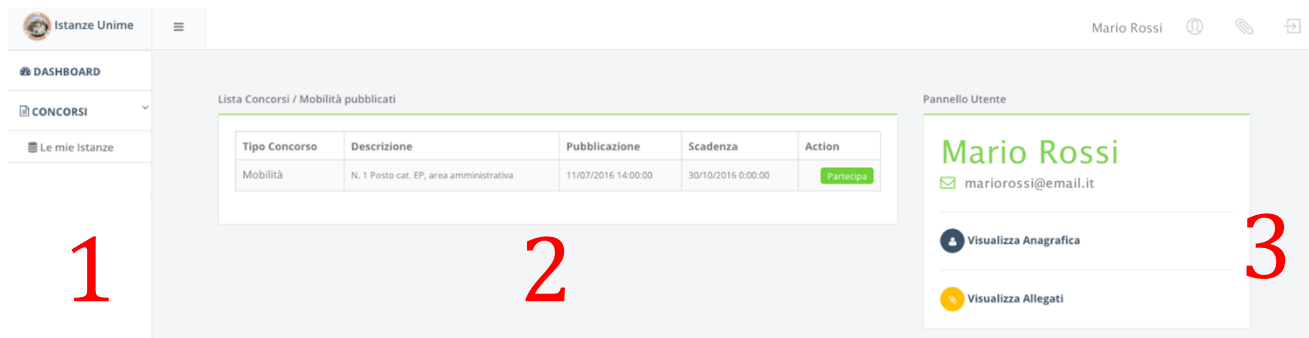 Istanze Unime
Mario Rossi
DASHBOARD
CONCORSI
Le mie Istanze
Lista Concorsi / Mobilità pubblicati
Tipo Concorso Descrizione Pubblicazione Scadenza Action
Mobilità N. 1 Posto cat. EP, area amministrativa 11/07/2016 14:00:00 30/10/2016 0:00:00 Partecipa
Pannello Utente
Mario Rossi
mariorossi@email.it
Visualizza Anagrafica
Visualizza Allegati
1
2
3